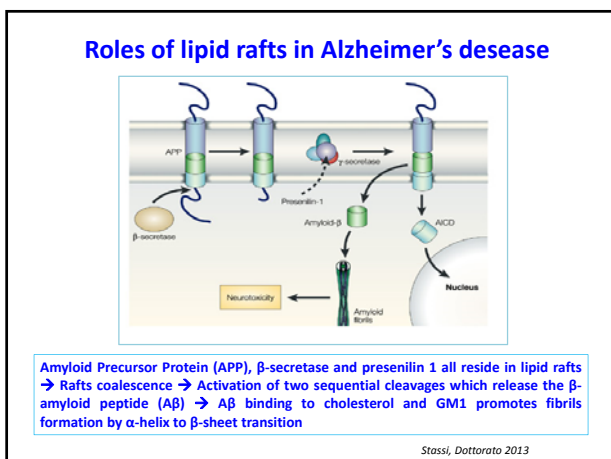 Roles of lipid rafts in Alzheimer's desease
APP
γ-secretase
Presenilin-1
β-secretase
Amyloid-β
AICD
Nucleus
Neurotoxicity
Amyloid
fibrils
Amyloid Precursor Protein (APP), β-secretase and presenilin 1 all reside in lipid rafts
→ Rafts coalescence → Activation of two sequential cleavages which release the β-
amyloid peptide (Aβ) → Aβ binding to cholesterol and GM1 promotes fibrils
formation by α-helix to β-sheet transition
Stassi, Dottorato 2013